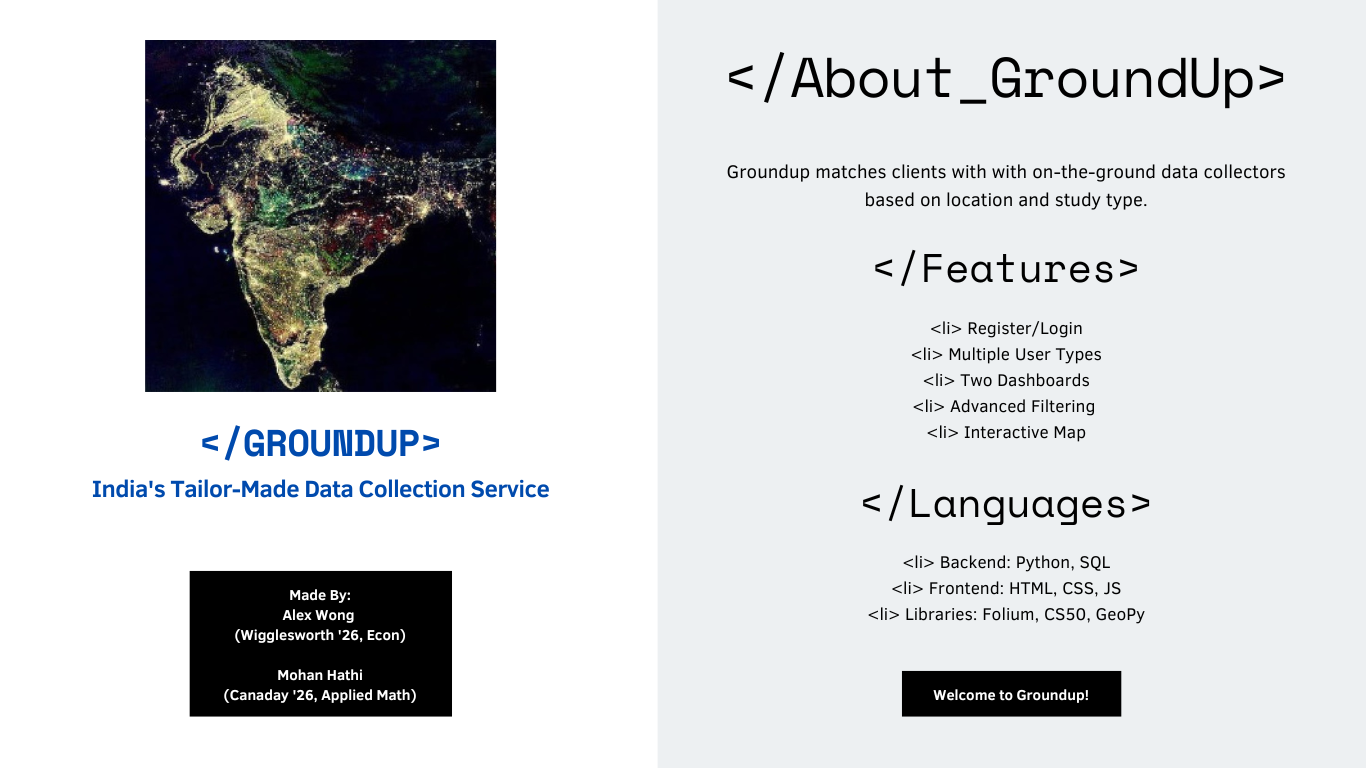 </GROUNDUP>
India's Tailor-Made Data Collection Service
Made By:
Alex Wong
(Wigglesworth '26, Econ)
Mohan Hathi
(Canaday '26, Applied Math)
</About_GroundUp>
Groundup matches clients with with on-the-ground data collectors
based on location and study type.
</Features>
<li> Register/Login
<li> Multiple User Types
<li> Two Dashboards
<li> Advanced Filtering
<li> Interactive Map
</Languages>
<li> Backend: Python, SQL
<li> Frontend: HTML, CSS, JS
<li> Libraries: Folium, CS50, GeoPy
Welcome to Groundup!